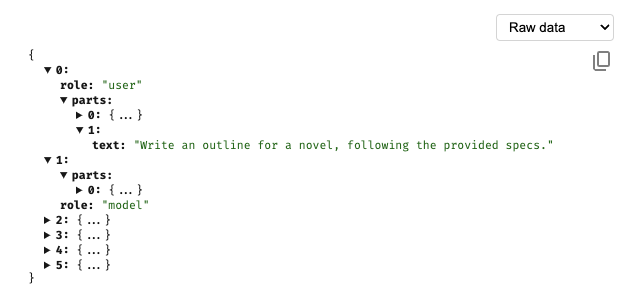 Raw data
{
▼ 0:
role: "user"
▼ parts:
▶ 0: {…}
▼ 1:
text: "Write an outline for a novel, following the provided specs."
▼ 1:
▼ parts:
▶ 0: {…}
role: "model"
▶ 2: {…}
▶ 3: {…}
▶ 4: {…}
▶ 5: {…}
}